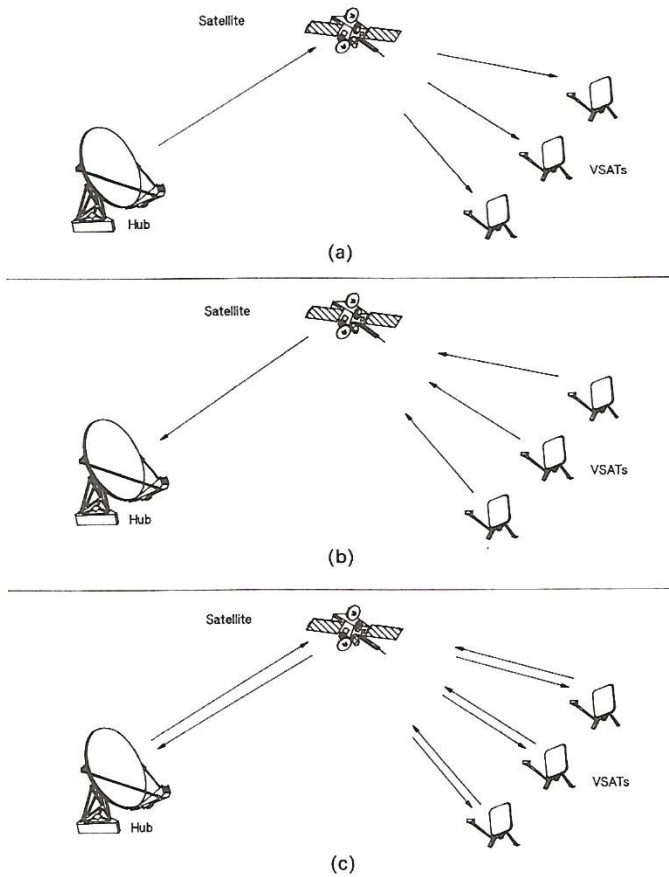 Satellite
VSATs
Hub
(a)
Satellite
VSATs
Hub
(b)
Satellite
VSATs
Hub
(c)